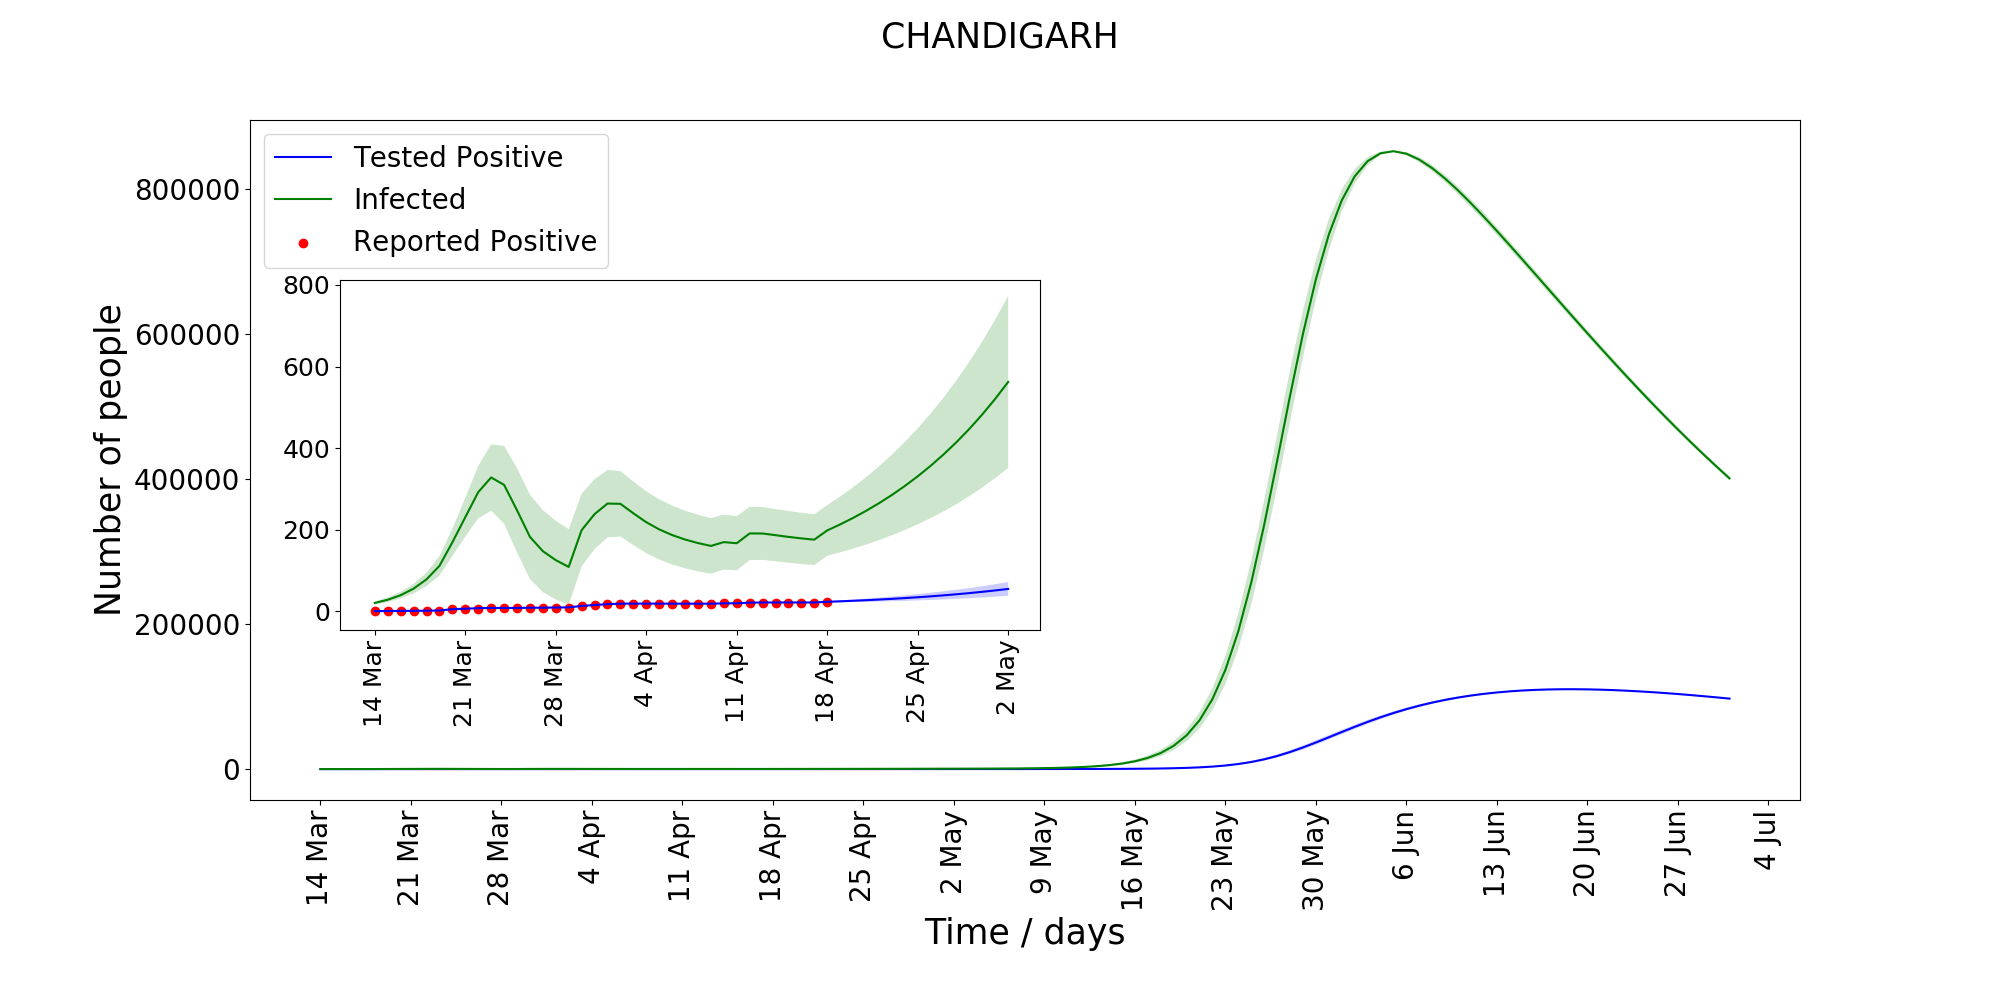 CHANDIGARH
Tested Positive
Infected
Reported Positive
Number of people
800000
600000
400000
200000
0
800
600
400
200
0
14 Mar
21 Mar
28 Mar
4 Apr
11 Apr
18 Apr
25 Apr
2 May
14 Mar
21 Mar
28 Mar
4 Apr
11 Apr
18 Apr
25 Apr
2 May
9 May
16 May
23 May
30 May
6 Jun
13 Jun
20 Jun
27 Jun
4 Jul
Time / days